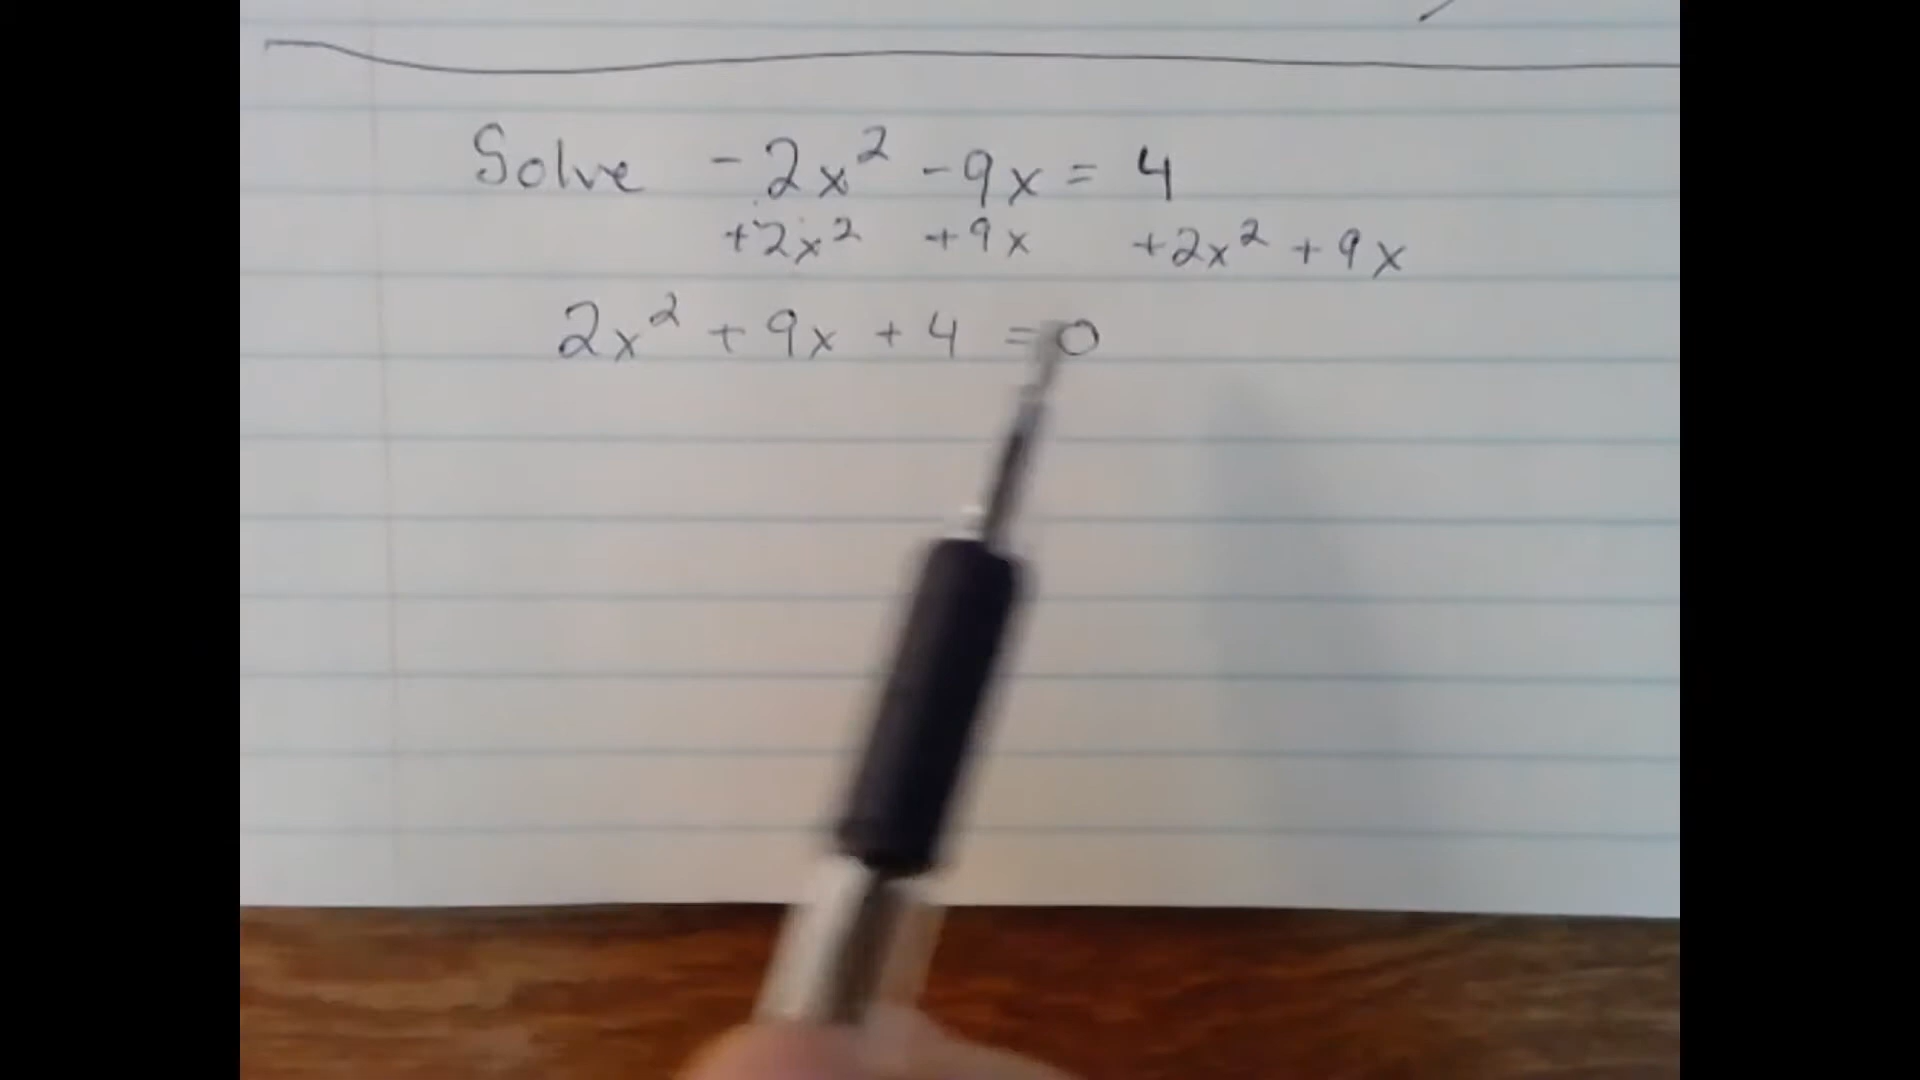 Solve -2x² -9x = 4
+2x² +9x +2x² +9x
2x² + 9x + 4 = 0